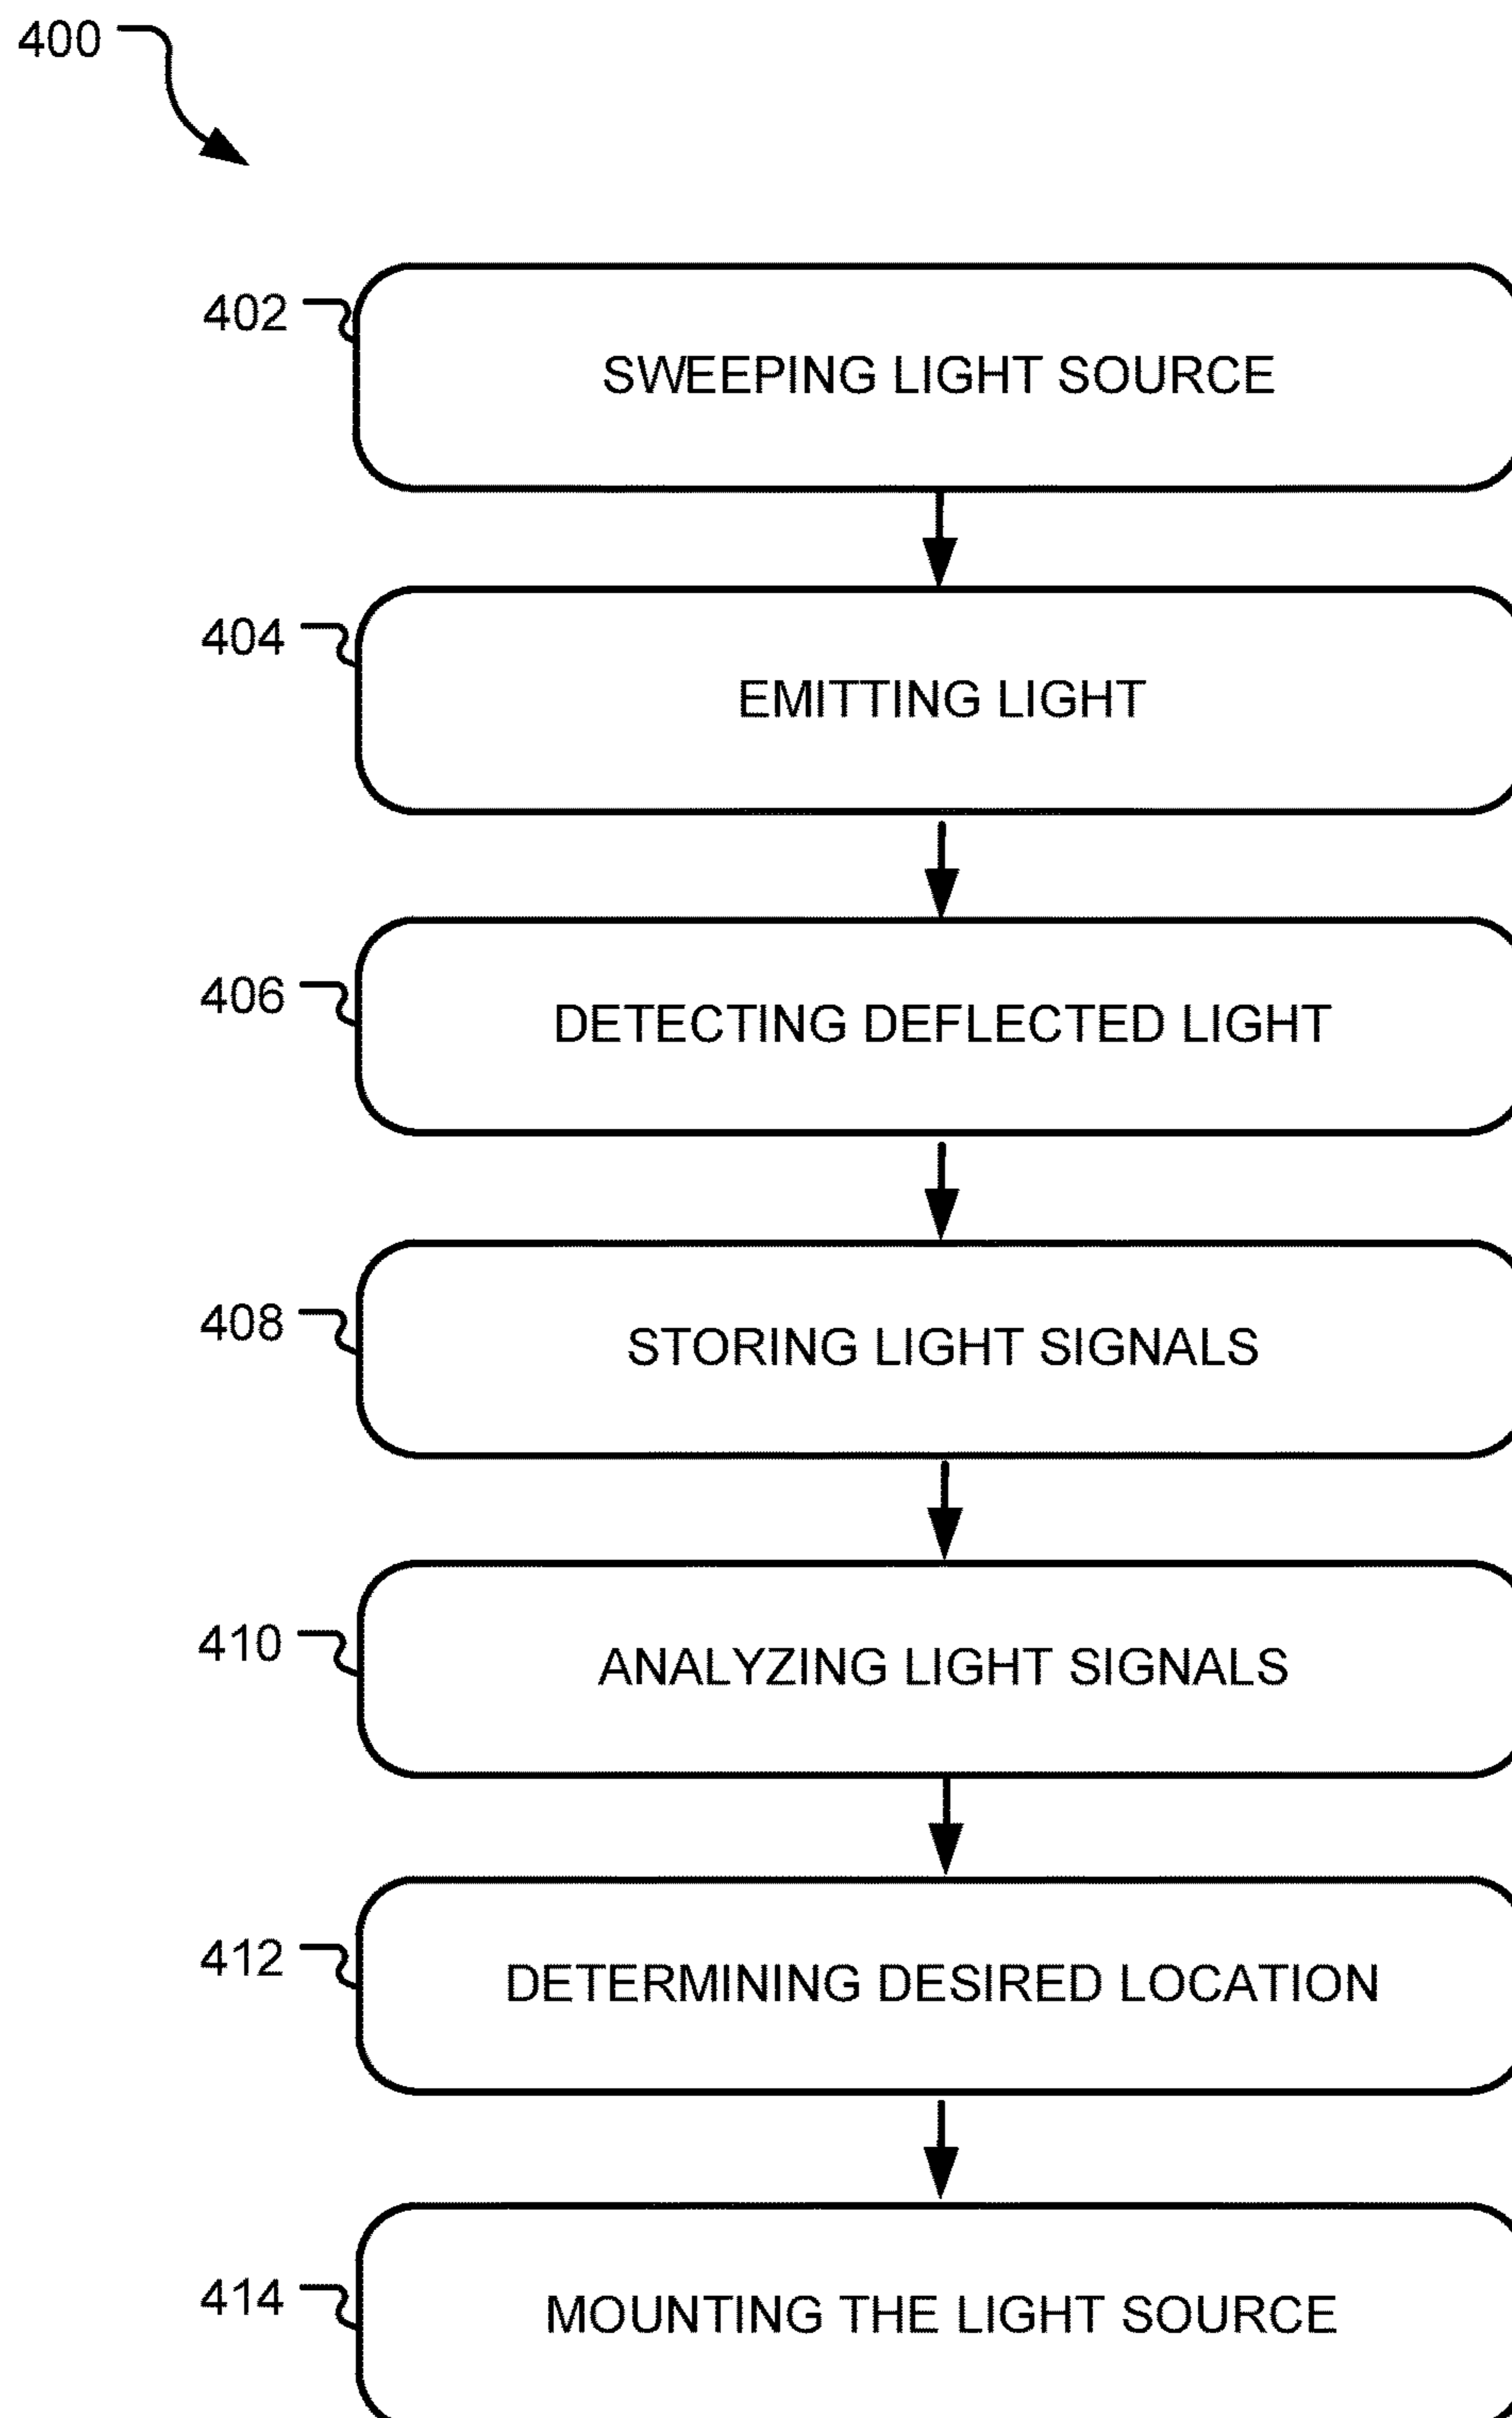 400
402
SWEEPING LIGHT SOURCE
404
EMITTING LIGHT
406
DETECTING DEFLECTED LIGHT
408
STORING LIGHT SIGNALS
410
ANALYZING LIGHT SIGNALS
412
DETERMINING DESIRED LOCATION
414
MOUNTING THE LIGHT SOURCE